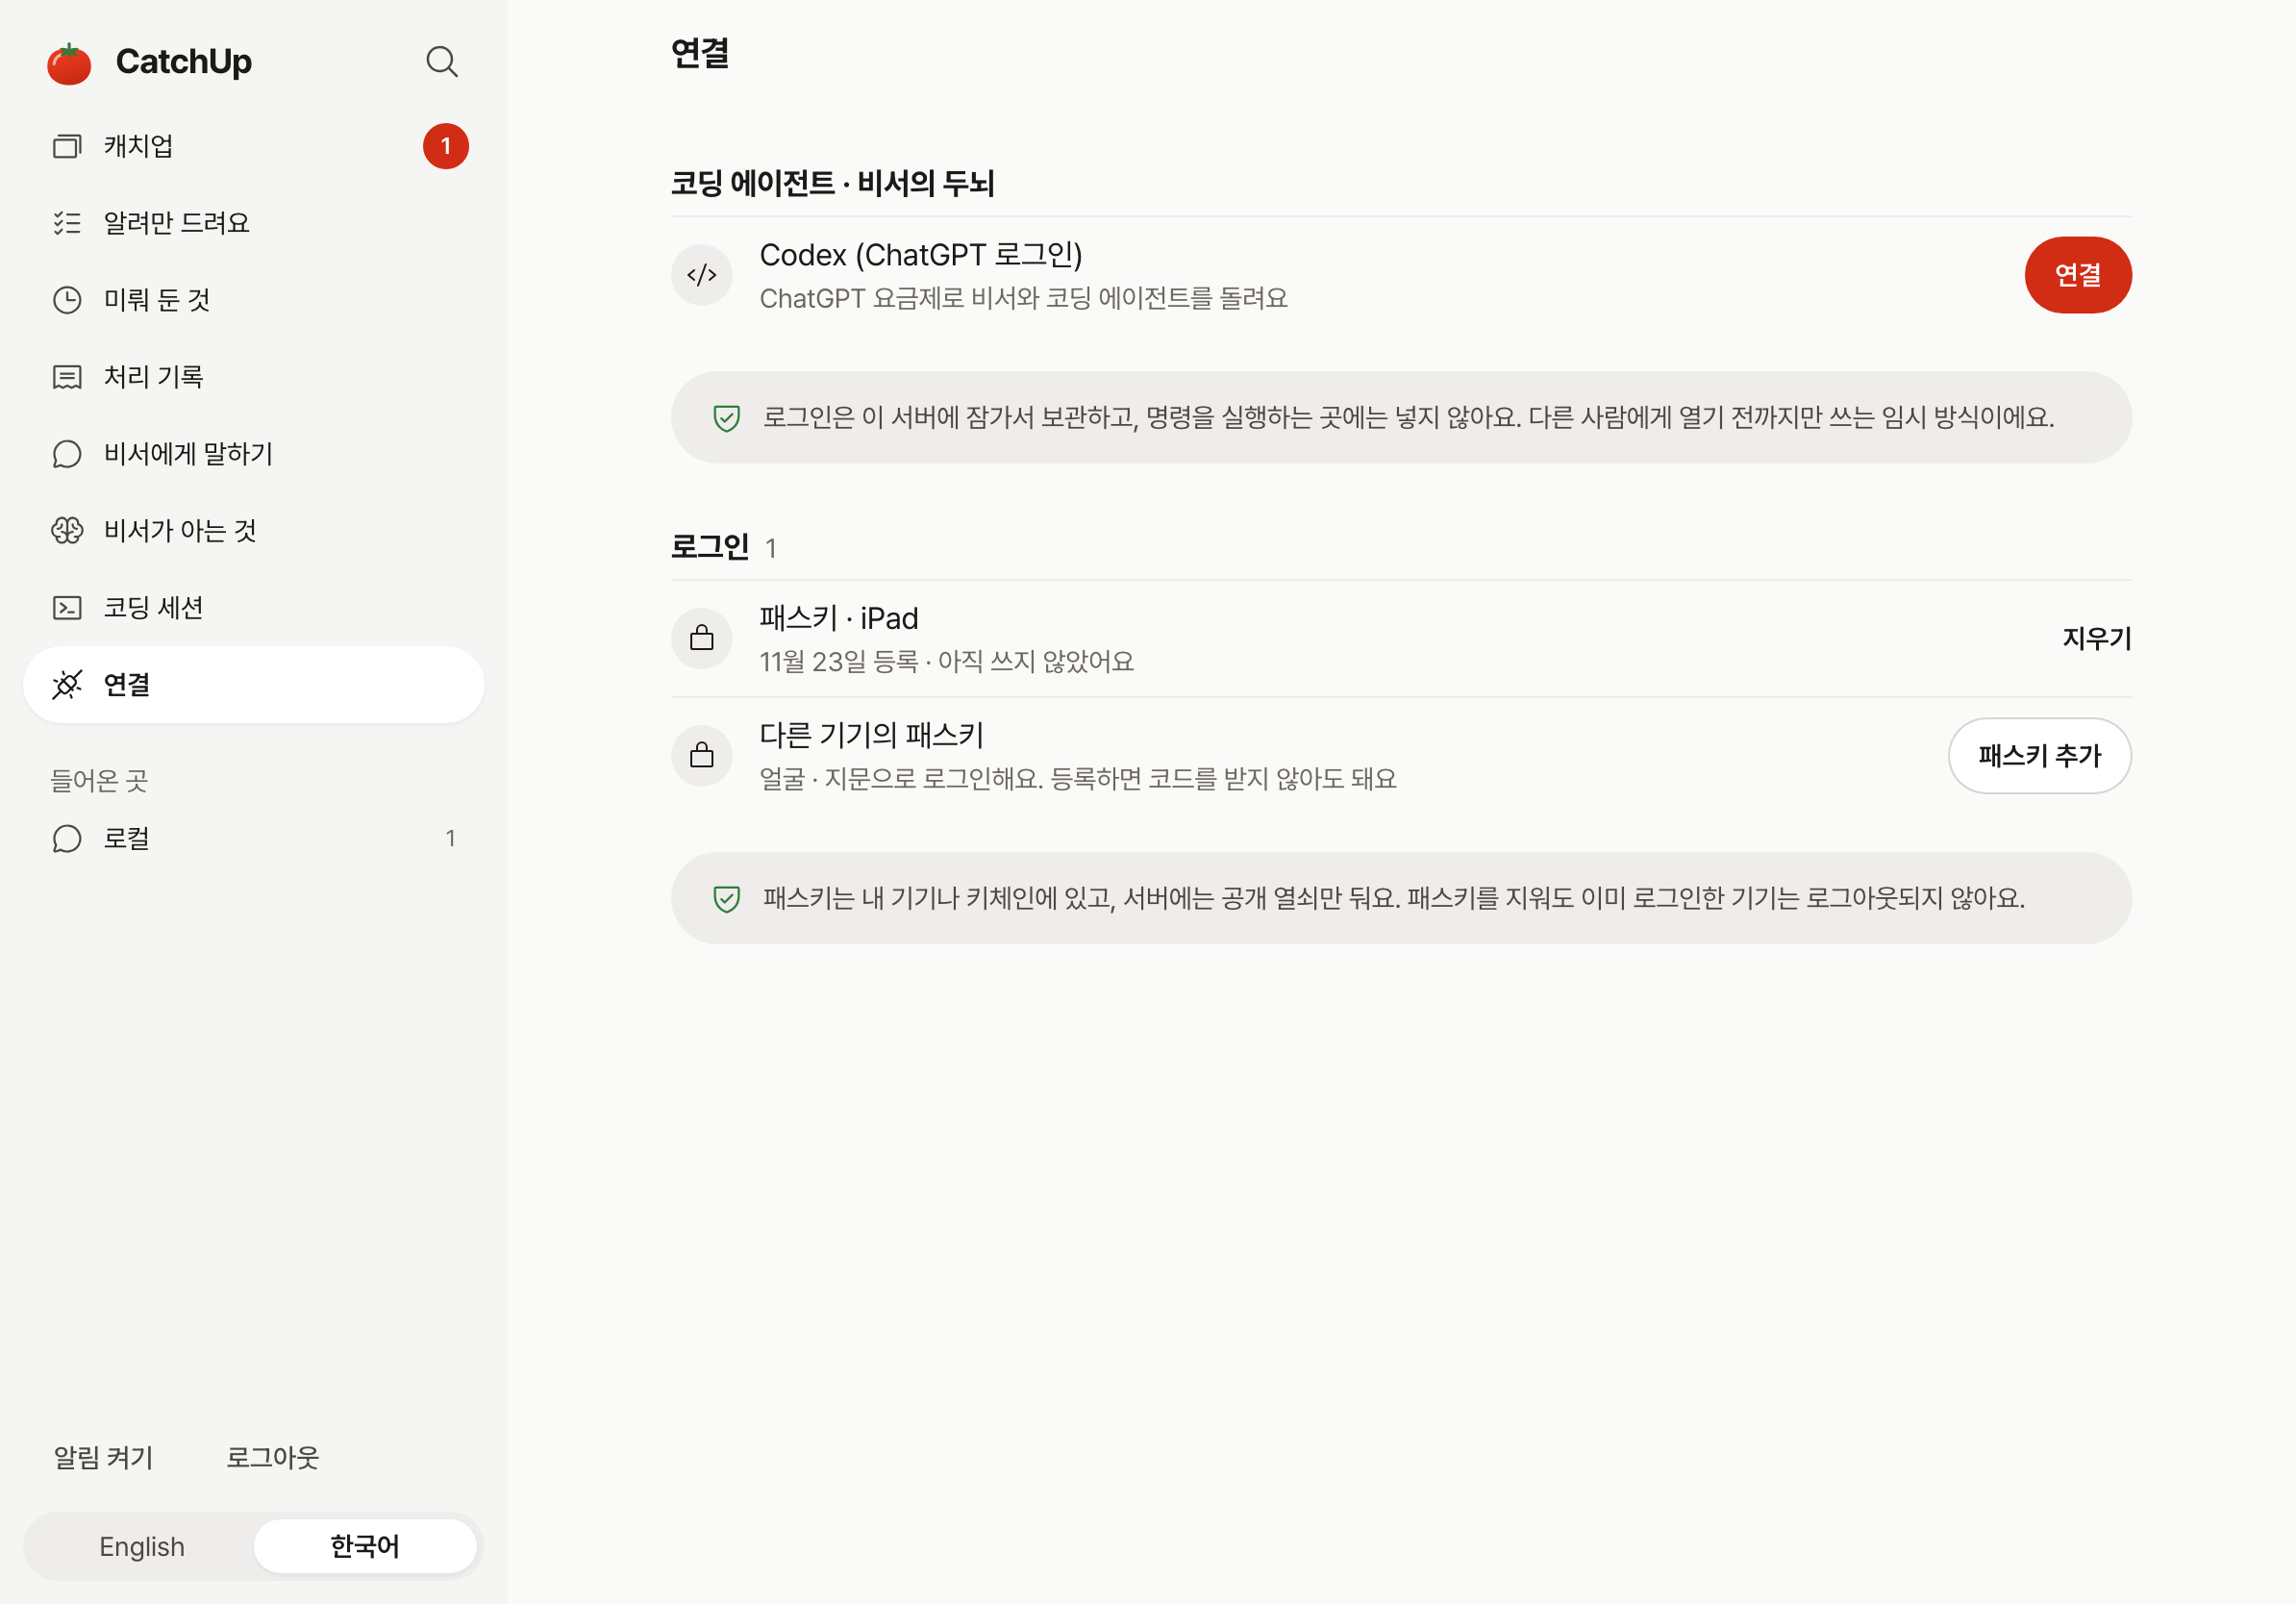 CatchUp
캐치업
1
알려만 드려요
미뤄 둔 것
처리 기록
비서에게 말하기
비서가 아는 것
코딩 세션
연결
들어온 곳
로컬
1
알림 켜기
로그아웃
English
한국어
연결
코딩 에이전트 · 비서의 두뇌
Codex (ChatGPT 로그인)
ChatGPT 요금제로 비서와 코딩 에이전트를 돌려요
연결
로그인은 이 서버에 잠가서 보관하고, 명령을 실행하는 곳에는 넣지 않아요. 다른 사람에게 열기 전까지만 쓰는 임시 방식이에요.
로그인 1
패스키 · iPad
11월 23일 등록 · 아직 쓰지 않았어요
지우기
다른 기기의 패스키
얼굴 · 지문으로 로그인해요. 등록하면 코드를 받지 않아도 돼요
패스키 추가
패스키는 내 기기나 키체인에 있고, 서버에는 공개 열쇠만 둬요. 패스키를 지워도 이미 로그인한 기기는 로그아웃되지 않아요.